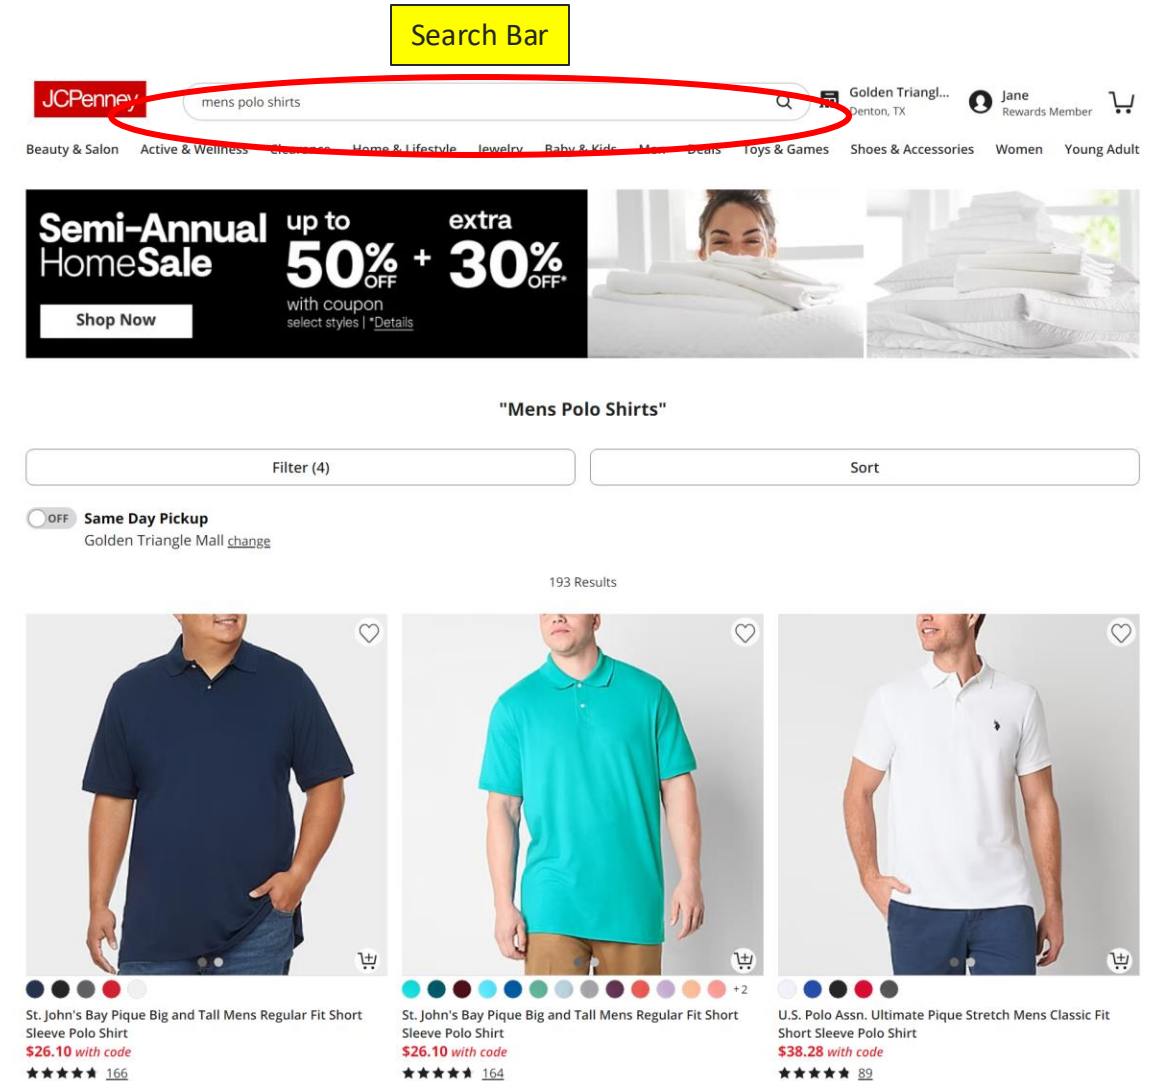 Search Bar
JCPenney
mens polo shirts
Golden Triangl...
Denton, TX
Jane
Rewards Member
Beauty & Salon Active & Wellness Clearance Home & Lifestyle Jewelry Baby & Kids Men Deals Toys & Games Shoes & Accessories Women Young Adult
Semi-Annual
HomeSale
Shop Now
up to
50% OFF
+
extra
30% OFF*
with coupon
select styles | *Details
"Mens Polo Shirts"
Filter (4)
Sort
OFF Same Day Pickup
Golden Triangle Mall change
193 Results
+2
St. John's Bay Pique Big and Tall Mens Regular Fit Short
Sleeve Polo Shirt
$26.10 with code
166
St. John's Bay Pique Big and Tall Mens Regular Fit Short
Sleeve Polo Shirt
$26.10 with code
164
U.S. Polo Assn. Ultimate Pique Stretch Mens Classic Fit
Short Sleeve Polo Shirt
$38.28 with code
89